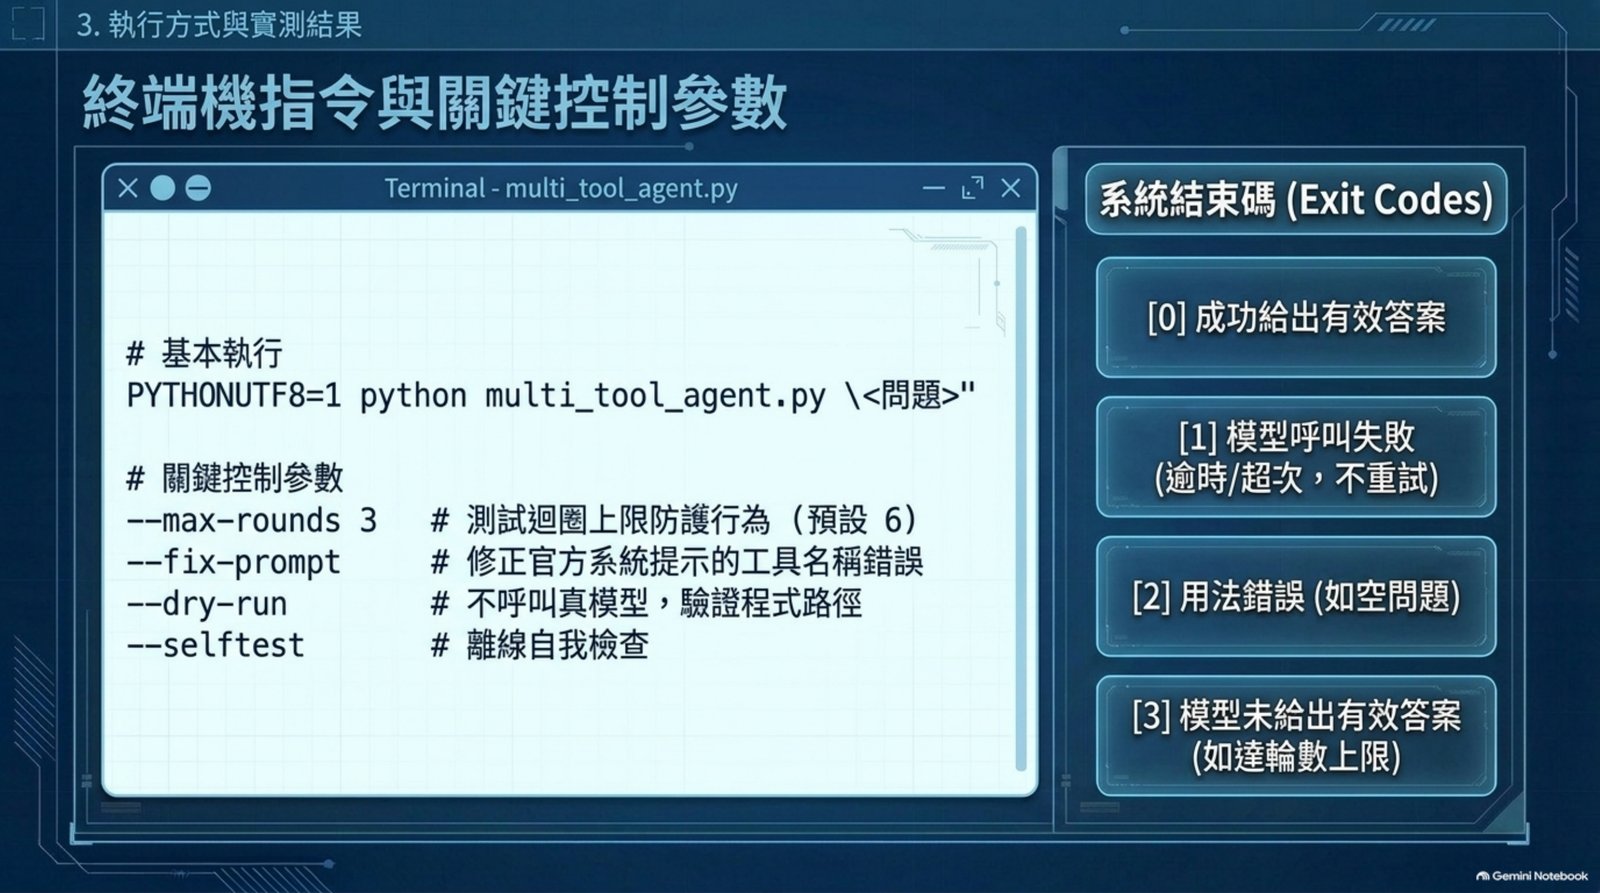 3. 執行方式與實測結果
終端機指令與關鍵控制參數
Terminal - multi_tool_agent.py
# 基本執行
PYTHONUTF8=1 python multi_tool_agent.py \<問題>"
# 關鍵控制參數
--max-rounds 3 # 測試迴圈上限防護行為 (預設 6)
--fix-prompt # 修正官方系統提示的工具名稱錯誤
--dry-run # 不呼叫真模型，驗證程式路徑
--selftest # 離線自我檢查
系統結束碼 (Exit Codes)
[0] 成功給出有效答案
[1] 模型呼叫失敗
(逾時/超次，不重試)
[2] 用法錯誤 (如空問題)
[3] 模型未給出有效答案
(如達輪數上限)
Gemini Notebook